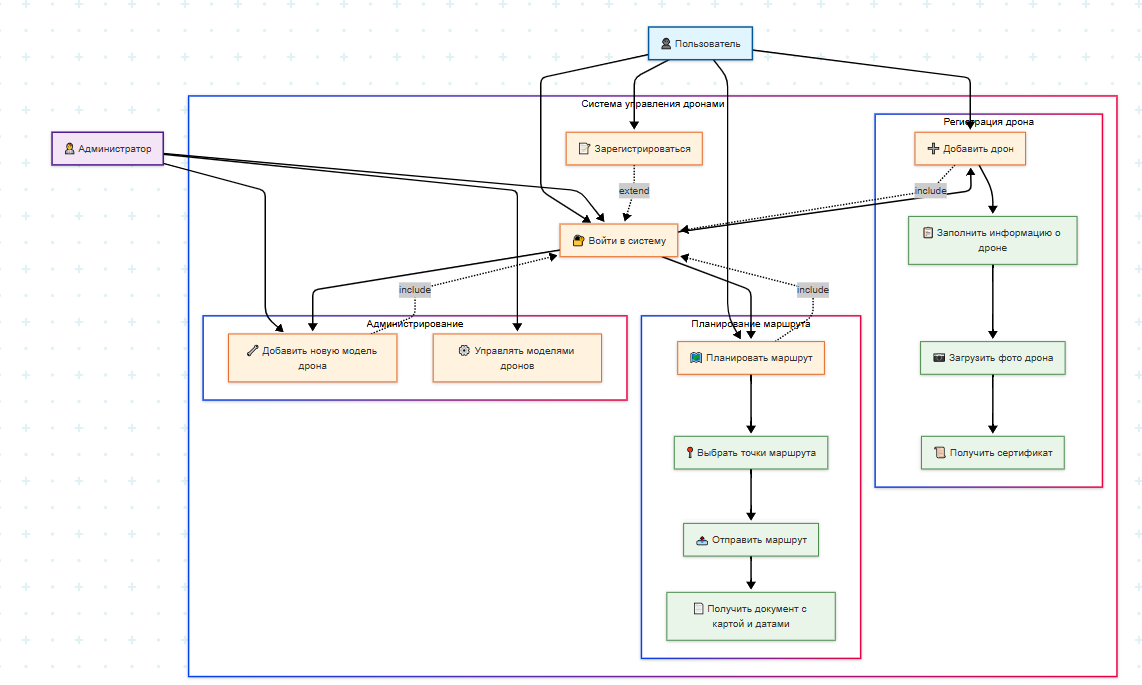 Пользователь
Система управления дронами
Регистрация дрона
Администратор
Зарегистрироваться
Добавить дрон
extend
include
Войти в систему
Заполнить информацию о
дроне
include
include
Администрирование
Планирование маршрута
Добавить новую модель
дрона
Управлять моделями
дронов
Планировать маршрут
Загрузить фото дрона
Выбрать точки маршрута
Получить сертификат
Отправить маршрут
Получить документ с
картой и датами